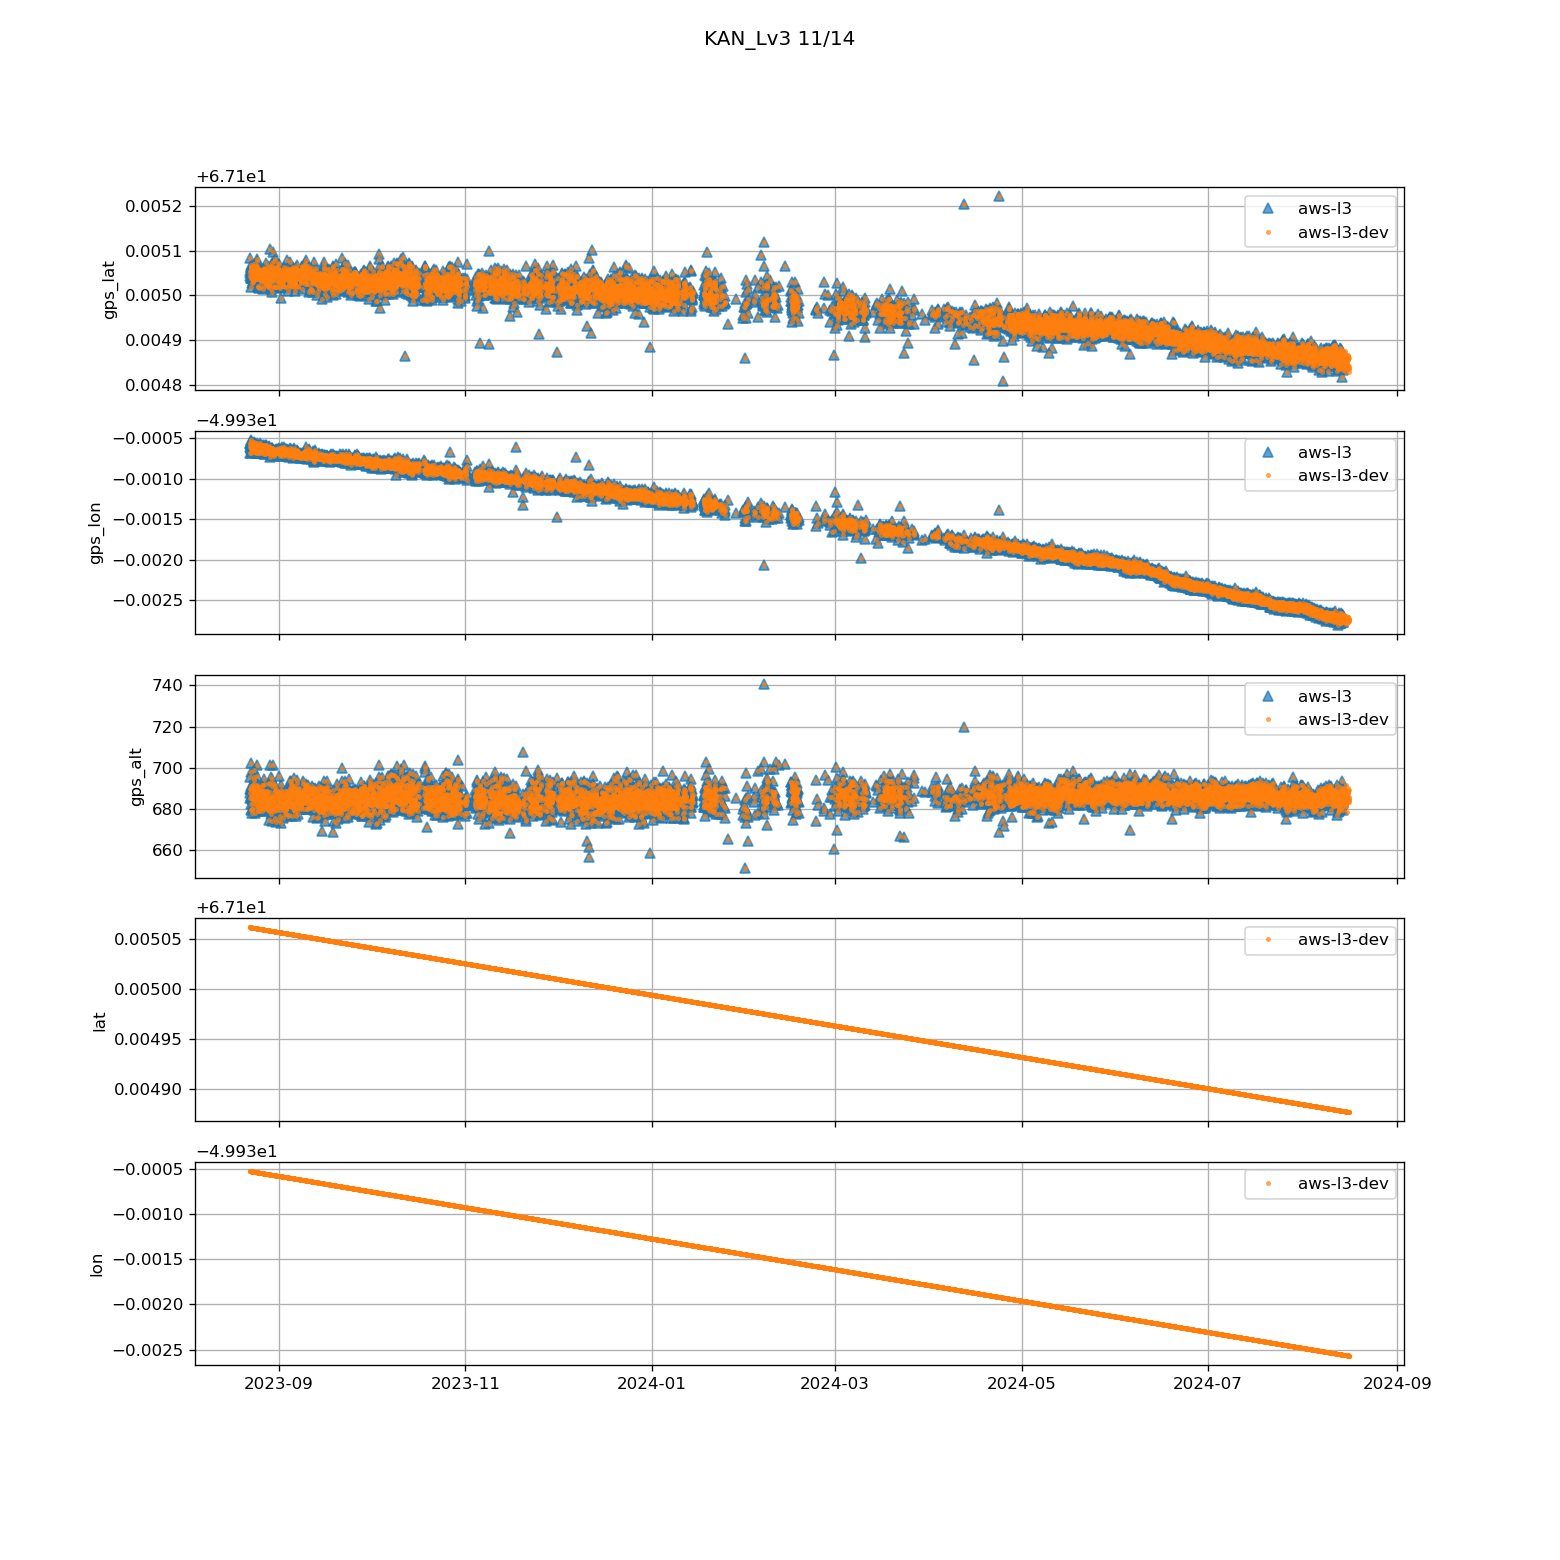 KAN_Lv3 11/14
+6.71e1
0.0052
0.0051
0.0050
0.0049
0.0048
gps_lat
aws-l3
aws-l3-dev
−4.993e1
−0.0005
−0.0010
−0.0015
−0.0020
−0.0025
gps_lon
aws-l3
aws-l3-dev
740
720
700
680
660
gps_alt
aws-l3
aws-l3-dev
+6.71e1
0.00505
0.00500
0.00495
0.00490
lat
aws-l3-dev
−4.993e1
−0.0005
−0.0010
−0.0015
−0.0020
−0.0025
lon
aws-l3-dev
2023-09 2023-11 2024-01 2024-03 2024-05 2024-07 2024-09